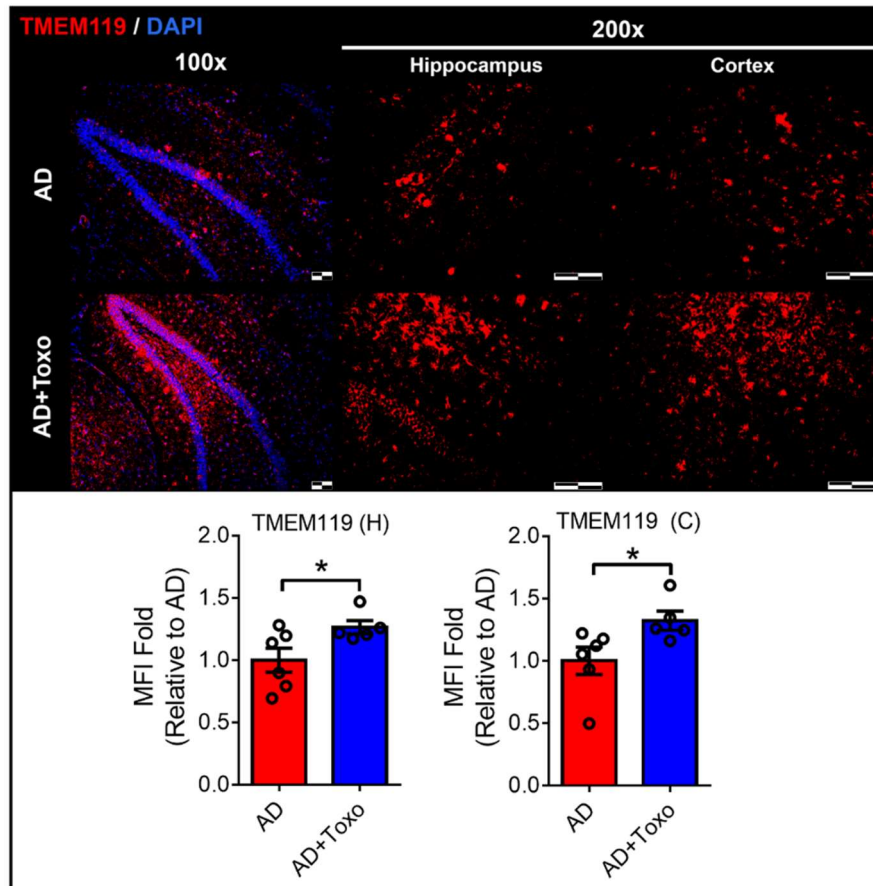 TMEM119 / DAPI
200x
100x
Hippocampus
Cortex
AD
AD+Toxo
TMEM119 (H)
MFI Fold
(Relative to AD)
2.0
1.5
1.0
0.5
0.0
*
AD
AD+Toxo
TMEM119 (C)
MFI Fold
(Relative to AD)
2.0
1.5
1.0
0.5
0.0
*
AD
AD+Toxo